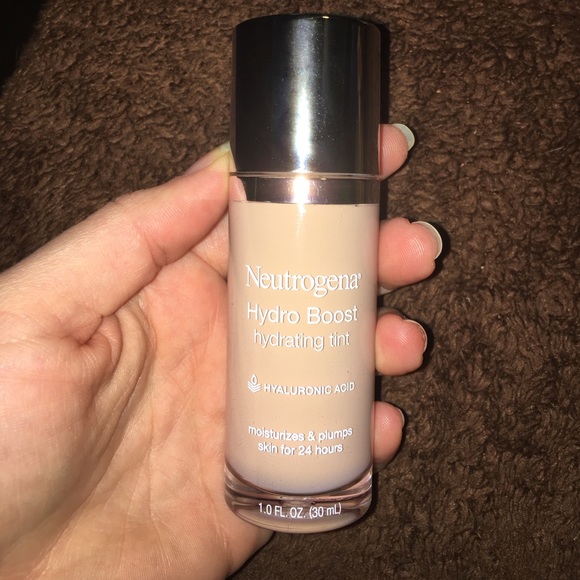 Neutrogena®
Hydro Boost
hydrating tint
HYALURONIC ACID
moisturizes & plumps
skin for 24 hours
1.0 FL. OZ. (30 mL)